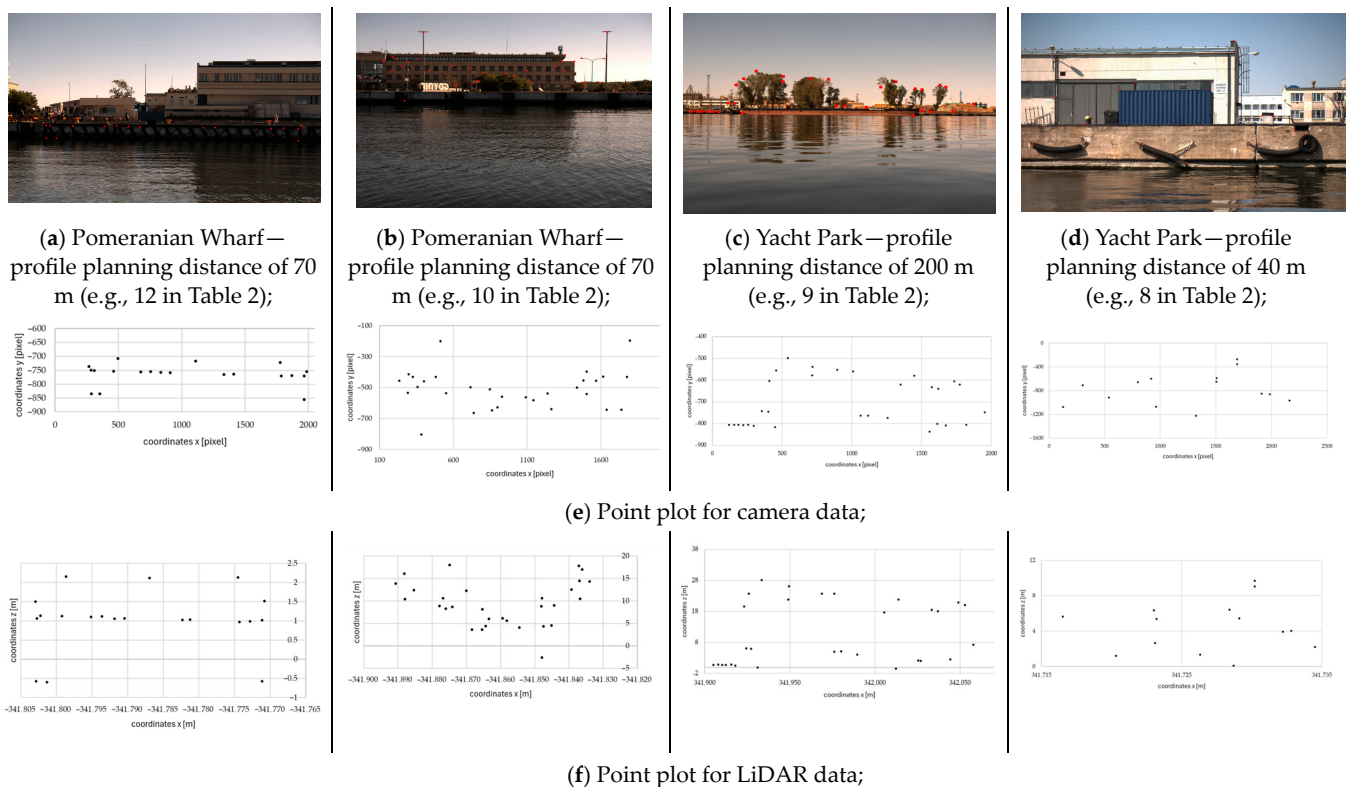 GDYNIA
(a) Pomeranian Wharf—
profile planning distance of 70
m (e.g., 12 in Table 2);
(b) Pomeranian Wharf—
profile planning distance of 70
m (e.g., 10 in Table 2);
(c) Yacht Park—profile
planning distance of 200 m
(e.g., 9 in Table 2);
(d) Yacht Park—profile
planning distance of 40 m
(e.g., 8 in Table 2);
coordinates y [pixel]
−600
−650
−700
−750
−800
−850
−900
0 500 1000 1500 2000
coordinates x [pixel]
coordinates y [pixel]
−100
−300
−500
−700
−900
100 600 1100 1600
coordinates x [pixel]
coordinates y [pixel]
−400
−500
−600
−700
−800
−900
0 500 1000 1500 2000
coordinates x [pixel]
coordinates y [pixel]
0
−400
−800
−1200
−1600
0 500 1000 1500 2000 2500
coordinates x [pixel]
(e) Point plot for camera data;
coordinates z [m]
2.5
2
1.5
1
0.5
0
−0.5
−1
−341.805 −341.800 −341.795 −341.790 −341.785 −341.780 −341.775 −341.770 −341.765
coordinates x [m]
coordinates z [m]
20
15
10
5
0
−5
−341.900 −341.890 −341.880 −341.870 −341.860 −341.850 −341.840 −341.830 −341.820
coordinates x [m]
coordinates z [m]
38
28
18
8
−2
341.900 341.950 342.000 342.050
coordinates x [m]
coordinates z [m]
12
8
4
0
341.715 341.725 341.735
coordinates x [m]
(f) Point plot for LiDAR data;